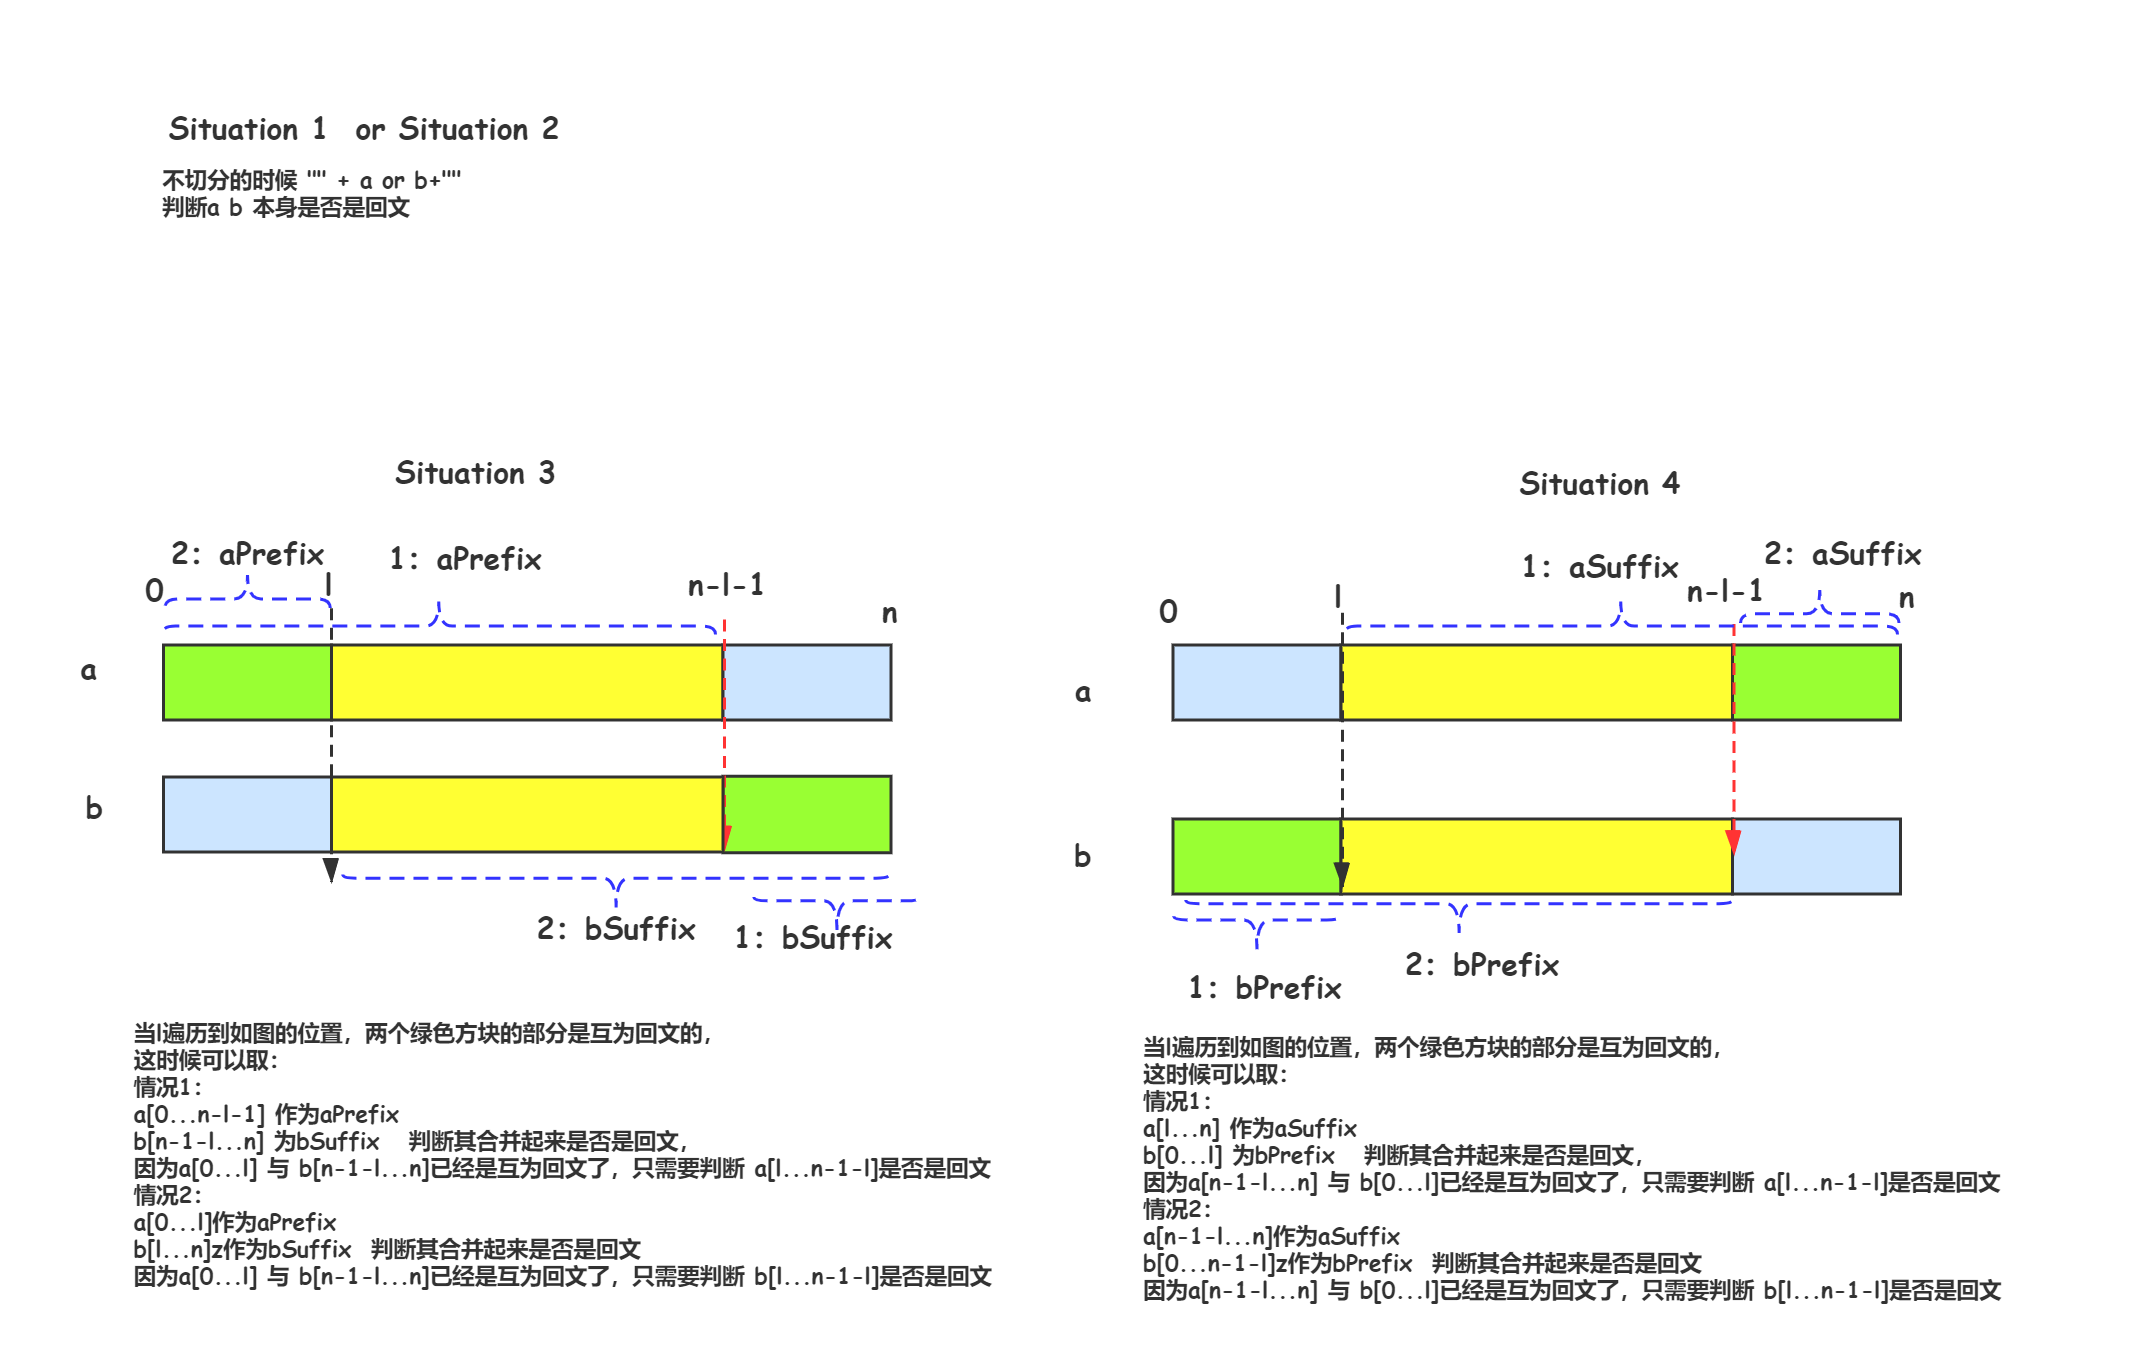 Situation 1  or Situation 2
不切分的时候 "" + a or b+""
判断a b 本身是否是回文
Situation 3
2: aPrefix
1: aPrefix
0
l
n-l-1
n
a
b
2: bSuffix
1: bSuffix
当l遍历到如图的位置，两个绿色方块的部分是互为回文的，
这时候可以取：
情况1：
a[0...n-l-1] 作为aPrefix
b[n-1-l...n] 为bSuffix   判断其合并起来是否是回文，
因为a[0...l] 与 b[n-1-l...n]已经是互为回文了，只需要判断 a[l...n-1-l]是否是回文
情况2：
a[0...l]作为aPrefix
b[l...n]z作为bSuffix  判断其合并起来是否是回文
因为a[0...l] 与 b[n-1-l...n]已经是互为回文了，只需要判断 b[l...n-1-l]是否是回文
Situation 4
1: aSuffix
2: aSuffix
0
l
n-l-1
n
a
b
1: bPrefix
2: bPrefix
当l遍历到如图的位置，两个绿色方块的部分是互为回文的，
这时候可以取：
情况1：
a[l...n] 作为aSuffix
b[0...l] 为bPrefix   判断其合并起来是否是回文，
因为a[n-1-l...n] 与 b[0...l]已经是互为回文了，只需要判断 a[l...n-1-l]是否是回文
情况2：
a[n-1-l...n]作为aSuffix
b[0...n-1-l]z作为bPrefix  判断其合并起来是否是回文
因为a[n-1-l...n] 与 b[0...l]已经是互为回文了，只需要判断 b[l...n-1-l]是否是回文